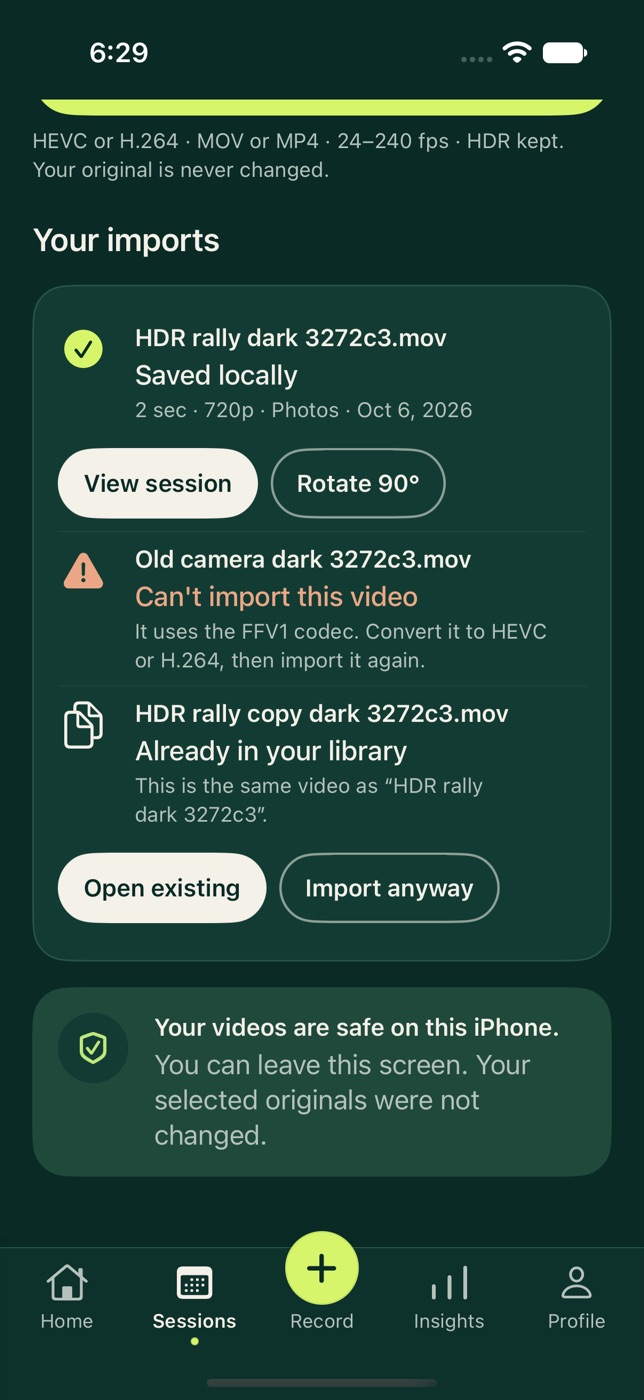 6:29
HEVC or H.264 · MOV or MP4 · 24–240 fps · HDR kept.
Your original is never changed.
Your imports
HDR rally dark 3272c3.mov
Saved locally
2 sec · 720p · Photos · Oct 6, 2026
View session
Rotate 90°
Old camera dark 3272c3.mov
Can't import this video
It uses the FFV1 codec. Convert it to HEVC
or H.264, then import it again.
HDR rally copy dark 3272c3.mov
Already in your library
This is the same video as “HDR rally
dark 3272c3”.
Open existing
Import anyway
Your videos are safe on this iPhone.
You can leave this screen. Your
selected originals were not
changed.
Home
Sessions
Record
Insights
Profile